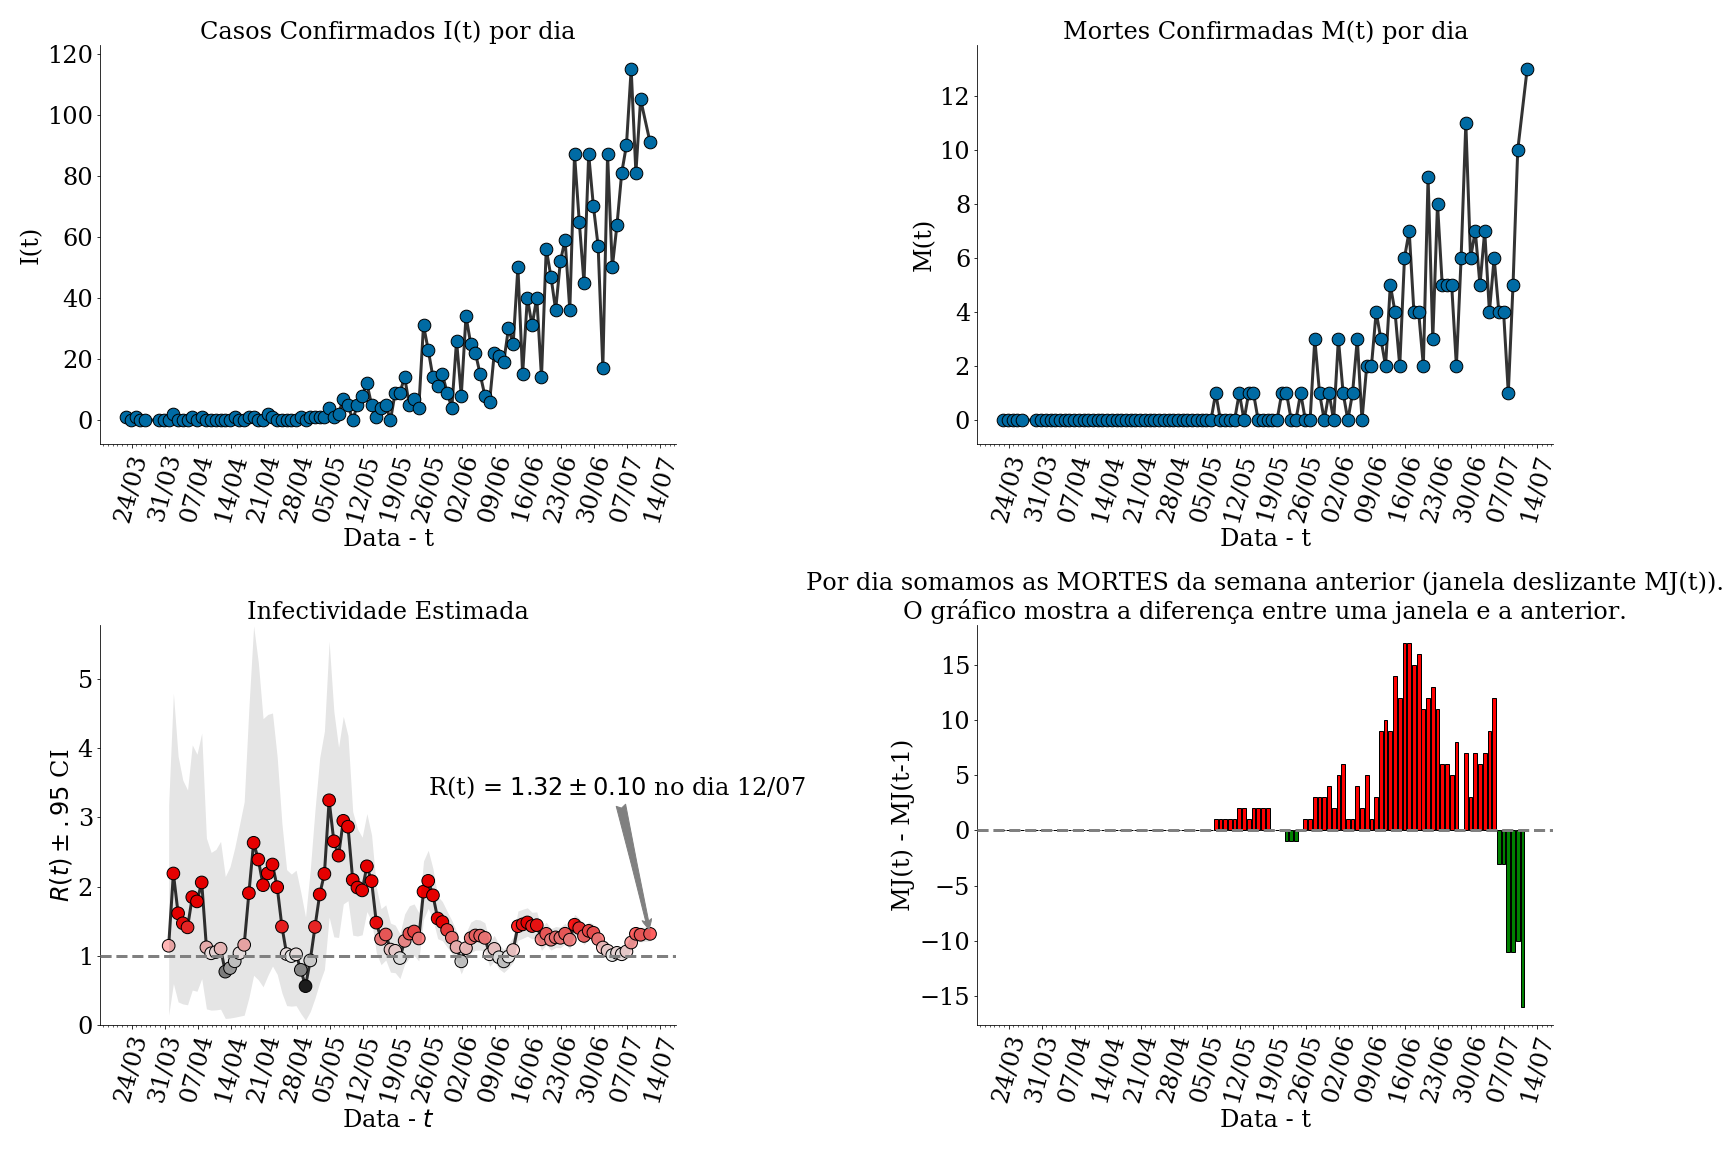 Casos Confirmados I(t) por dia
120
100
80
60
40
20
0
I(t)
24/03 31/03 07/04 14/04 21/04 28/04 05/05 12/05 19/05 26/05 02/06 09/06 16/06 23/06 30/06 07/07 14/07
Data - t
Mortes Confirmadas M(t) por dia
12
10
8
6
4
2
0
M(t)
24/03 31/03 07/04 14/04 21/04 28/04 05/05 12/05 19/05 26/05 02/06 09/06 16/06 23/06 30/06 07/07 14/07
Data - t
Infectividade Estimada
5
4
3
2
1
0
R(t) ± .95 CI
R(t) = 1.32 ± 0.10 no dia 12/07
24/03 31/03 07/04 14/04 21/04 28/04 05/05 12/05 19/05 26/05 02/06 09/06 16/06 23/06 30/06 07/07 14/07
Data - t
Por dia somamos as MORTES da semana anterior (janela deslizante MJ(t)).
O gráfico mostra a diferença entre uma janela e a anterior.
15
10
5
0
−5
−10
−15
MJ(t) - MJ(t-1)
24/03 31/03 07/04 14/04 21/04 28/04 05/05 12/05 19/05 26/05 02/06 09/06 16/06 23/06 30/06 07/07 14/07
Data - t